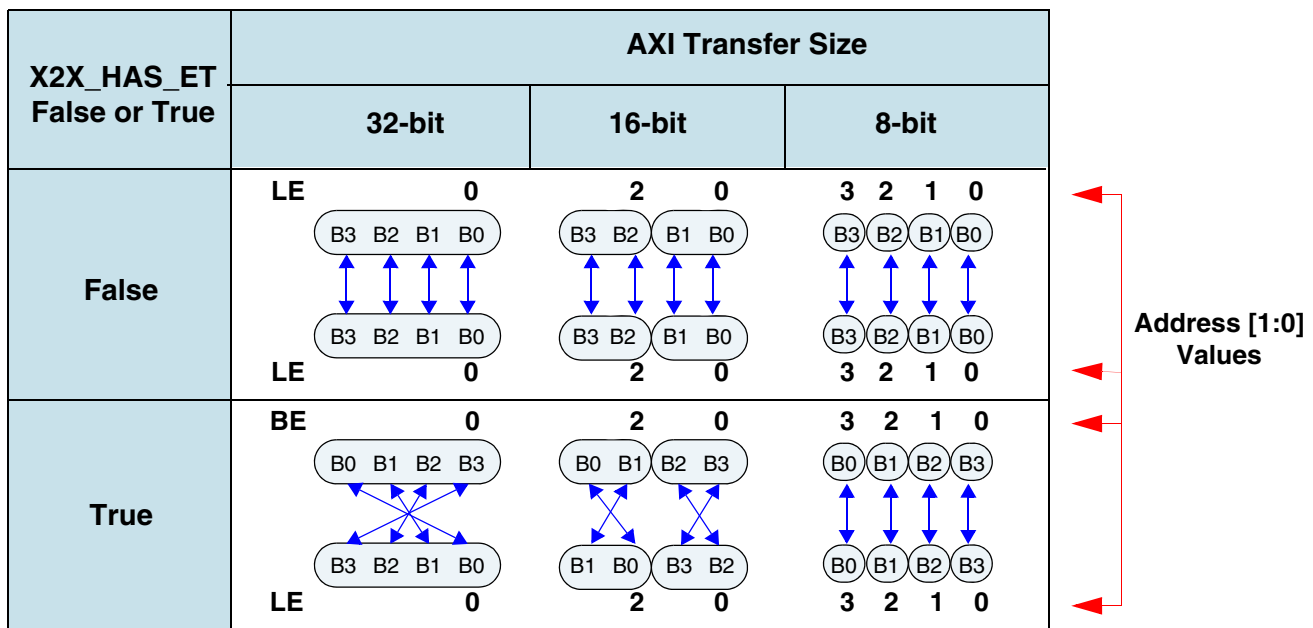 X2X_HAS_ET
False or True
AXI Transfer Size
32-bit
16-bit
8-bit
False
LE 0 2 0 3 2 1 0
B3 B2 B1 B0 B3 B2 B1 B0 B3 B2 B1 B0
B3 B2 B1 B0 B3 B2 B1 B0 B3 B2 B1 B0
LE 0 2 0 3 2 1 0
True
BE 0 2 0 3 2 1 0
B0 B1 B2 B3 B0 B1 B2 B3 B0 B1 B2 B3
B3 B2 B1 B0 B1 B0 B3 B2 B0 B1 B2 B3
LE 0 2 0 3 2 1 0
Address [1:0]
Values